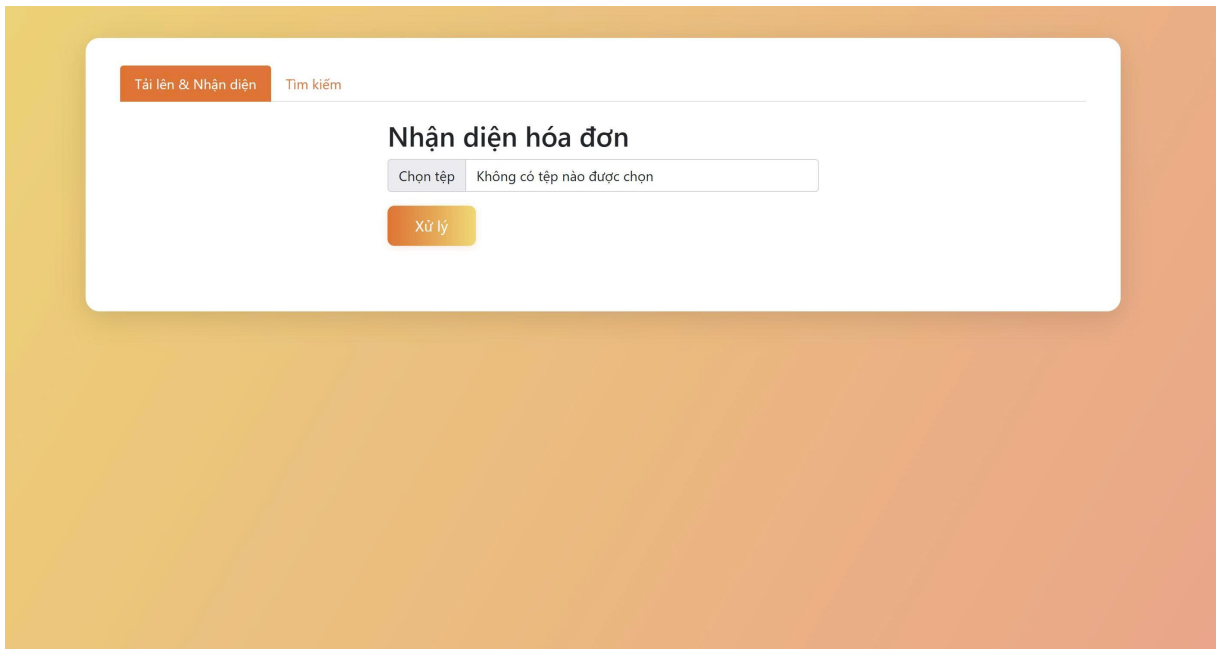 Tải lên & Nhận diện Tìm kiếm
Nhận diện hóa đơn
Chọn tệp Không có tệp nào được chọn
Xử lý